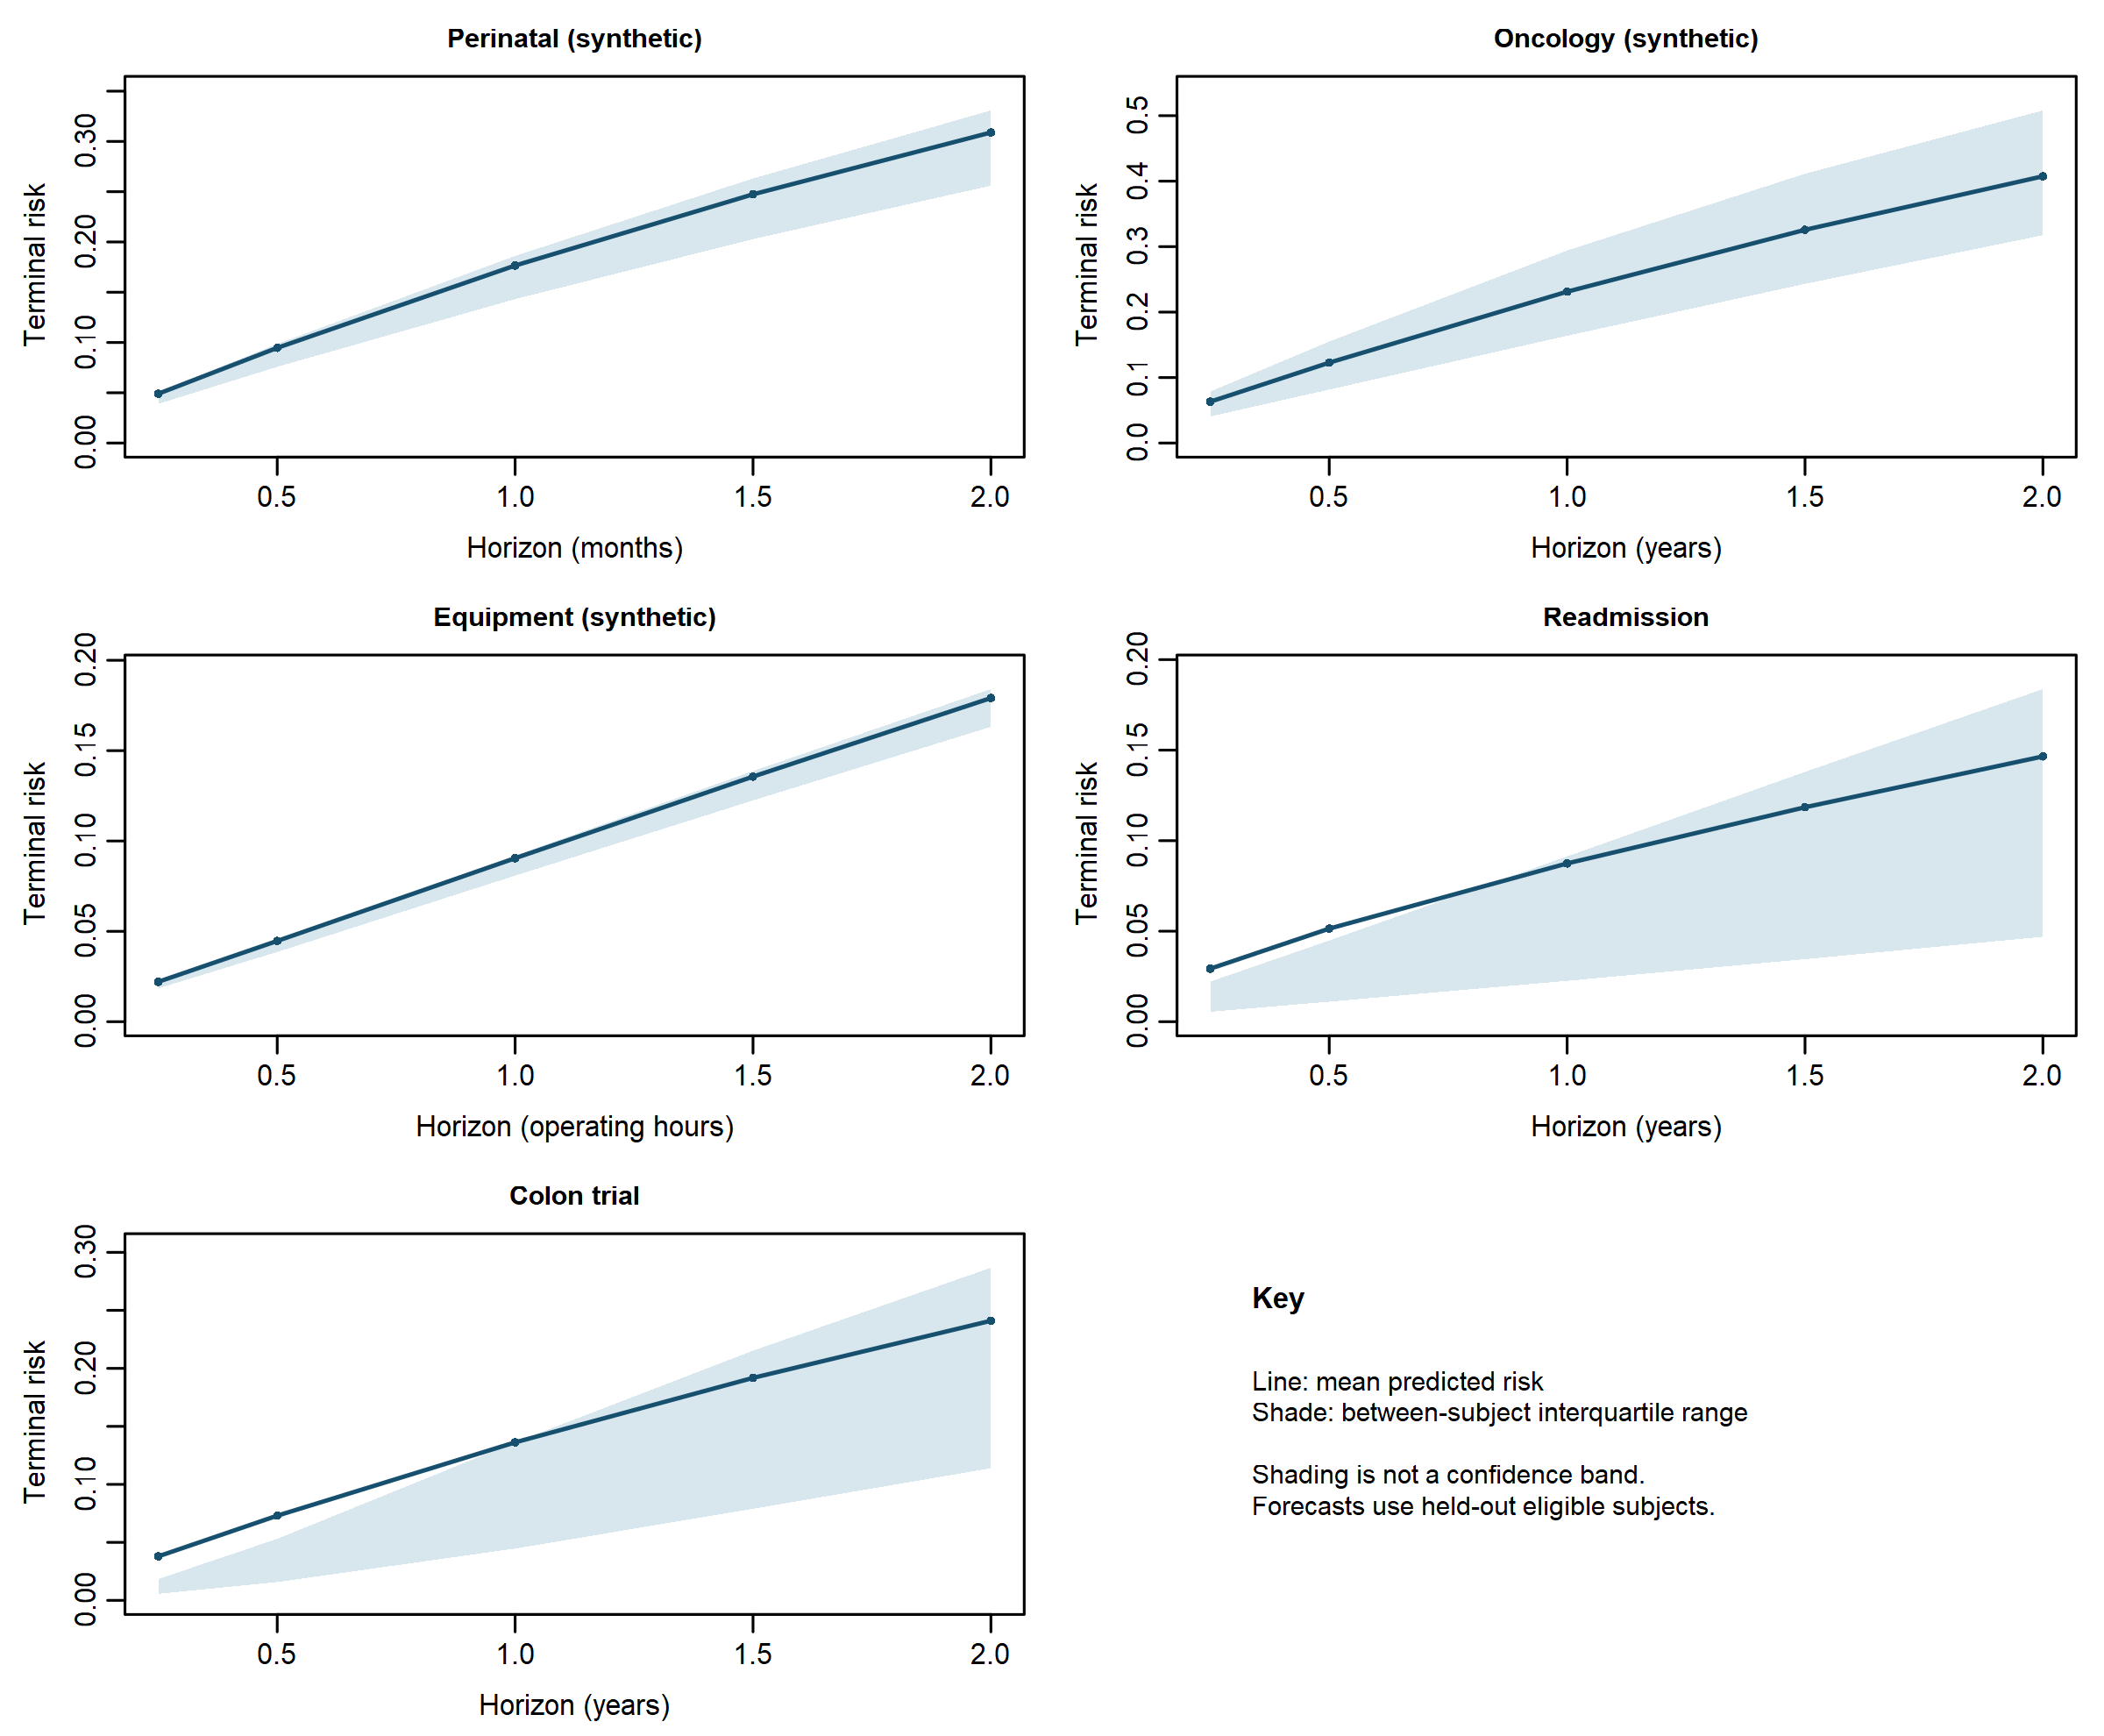 Perinatal (synthetic)
Terminal risk
0.00 0.10 0.20 0.30
0.5 1.0 1.5 2.0
Horizon (months)
Oncology (synthetic)
Terminal risk
0.0 0.1 0.2 0.3 0.4 0.5
0.5 1.0 1.5 2.0
Horizon (years)
Equipment (synthetic)
Terminal risk
0.00 0.05 0.10 0.15 0.20
0.5 1.0 1.5 2.0
Horizon (operating hours)
Readmission
Terminal risk
0.00 0.05 0.10 0.15 0.20
0.5 1.0 1.5 2.0
Horizon (years)
Colon trial
Terminal risk
0.00 0.10 0.20 0.30
0.5 1.0 1.5 2.0
Horizon (years)
Key
Line: mean predicted risk
Shade: between-subject interquartile range
Shading is not a confidence band.
Forecasts use held-out eligible subjects.